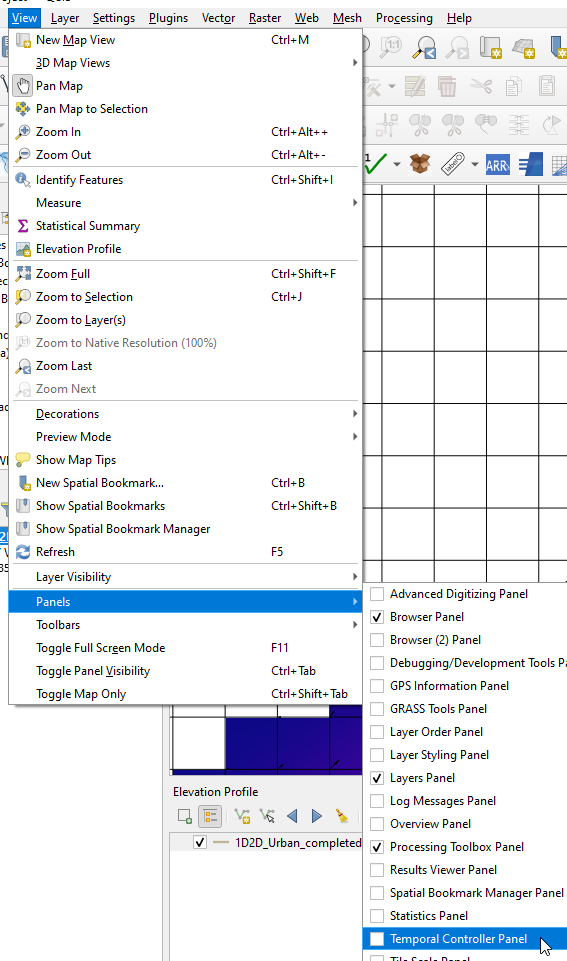 View Layer Settings Plugins Vector Raster Web Mesh Processing Help
New Map View Ctrl+M
3D Map Views
Pan Map
Pan Map to Selection
Zoom In Ctrl+Alt++
Zoom Out Ctrl+Alt+-
Identify Features Ctrl+Shift+I
Measure
Statistical Summary
Elevation Profile
Zoom Full Ctrl+Shift+F
Zoom to Selection Ctrl+J
Zoom to Layer(s)
Zoom to Native Resolution (100%)
Zoom Last
Zoom Next
Decorations
Preview Mode
Show Map Tips
New Spatial Bookmark... Ctrl+B
Show Spatial Bookmarks Ctrl+Shift+B
Show Spatial Bookmark Manager
Refresh F5
Layer Visibility
Panels
Toolbars
Toggle Full Screen Mode F11
Toggle Panel Visibility Ctrl+Tab
Toggle Map Only Ctrl+Shift+Tab
1:1
1
label
ARR
Advanced Digitizing Panel
Browser Panel
Browser (2) Panel
Debugging/Development Tools
GPS Information Panel
GRASS Tools Panel
Layer Order Panel
Layer Styling Panel
Layers Panel
Log Messages Panel
Overview Panel
Processing Toolbox Panel
Results Viewer Panel
Spatial Bookmark Manager Panel
Statistics Panel
Temporal Controller Panel
Elevation Profile
1D2D_Urban_completed